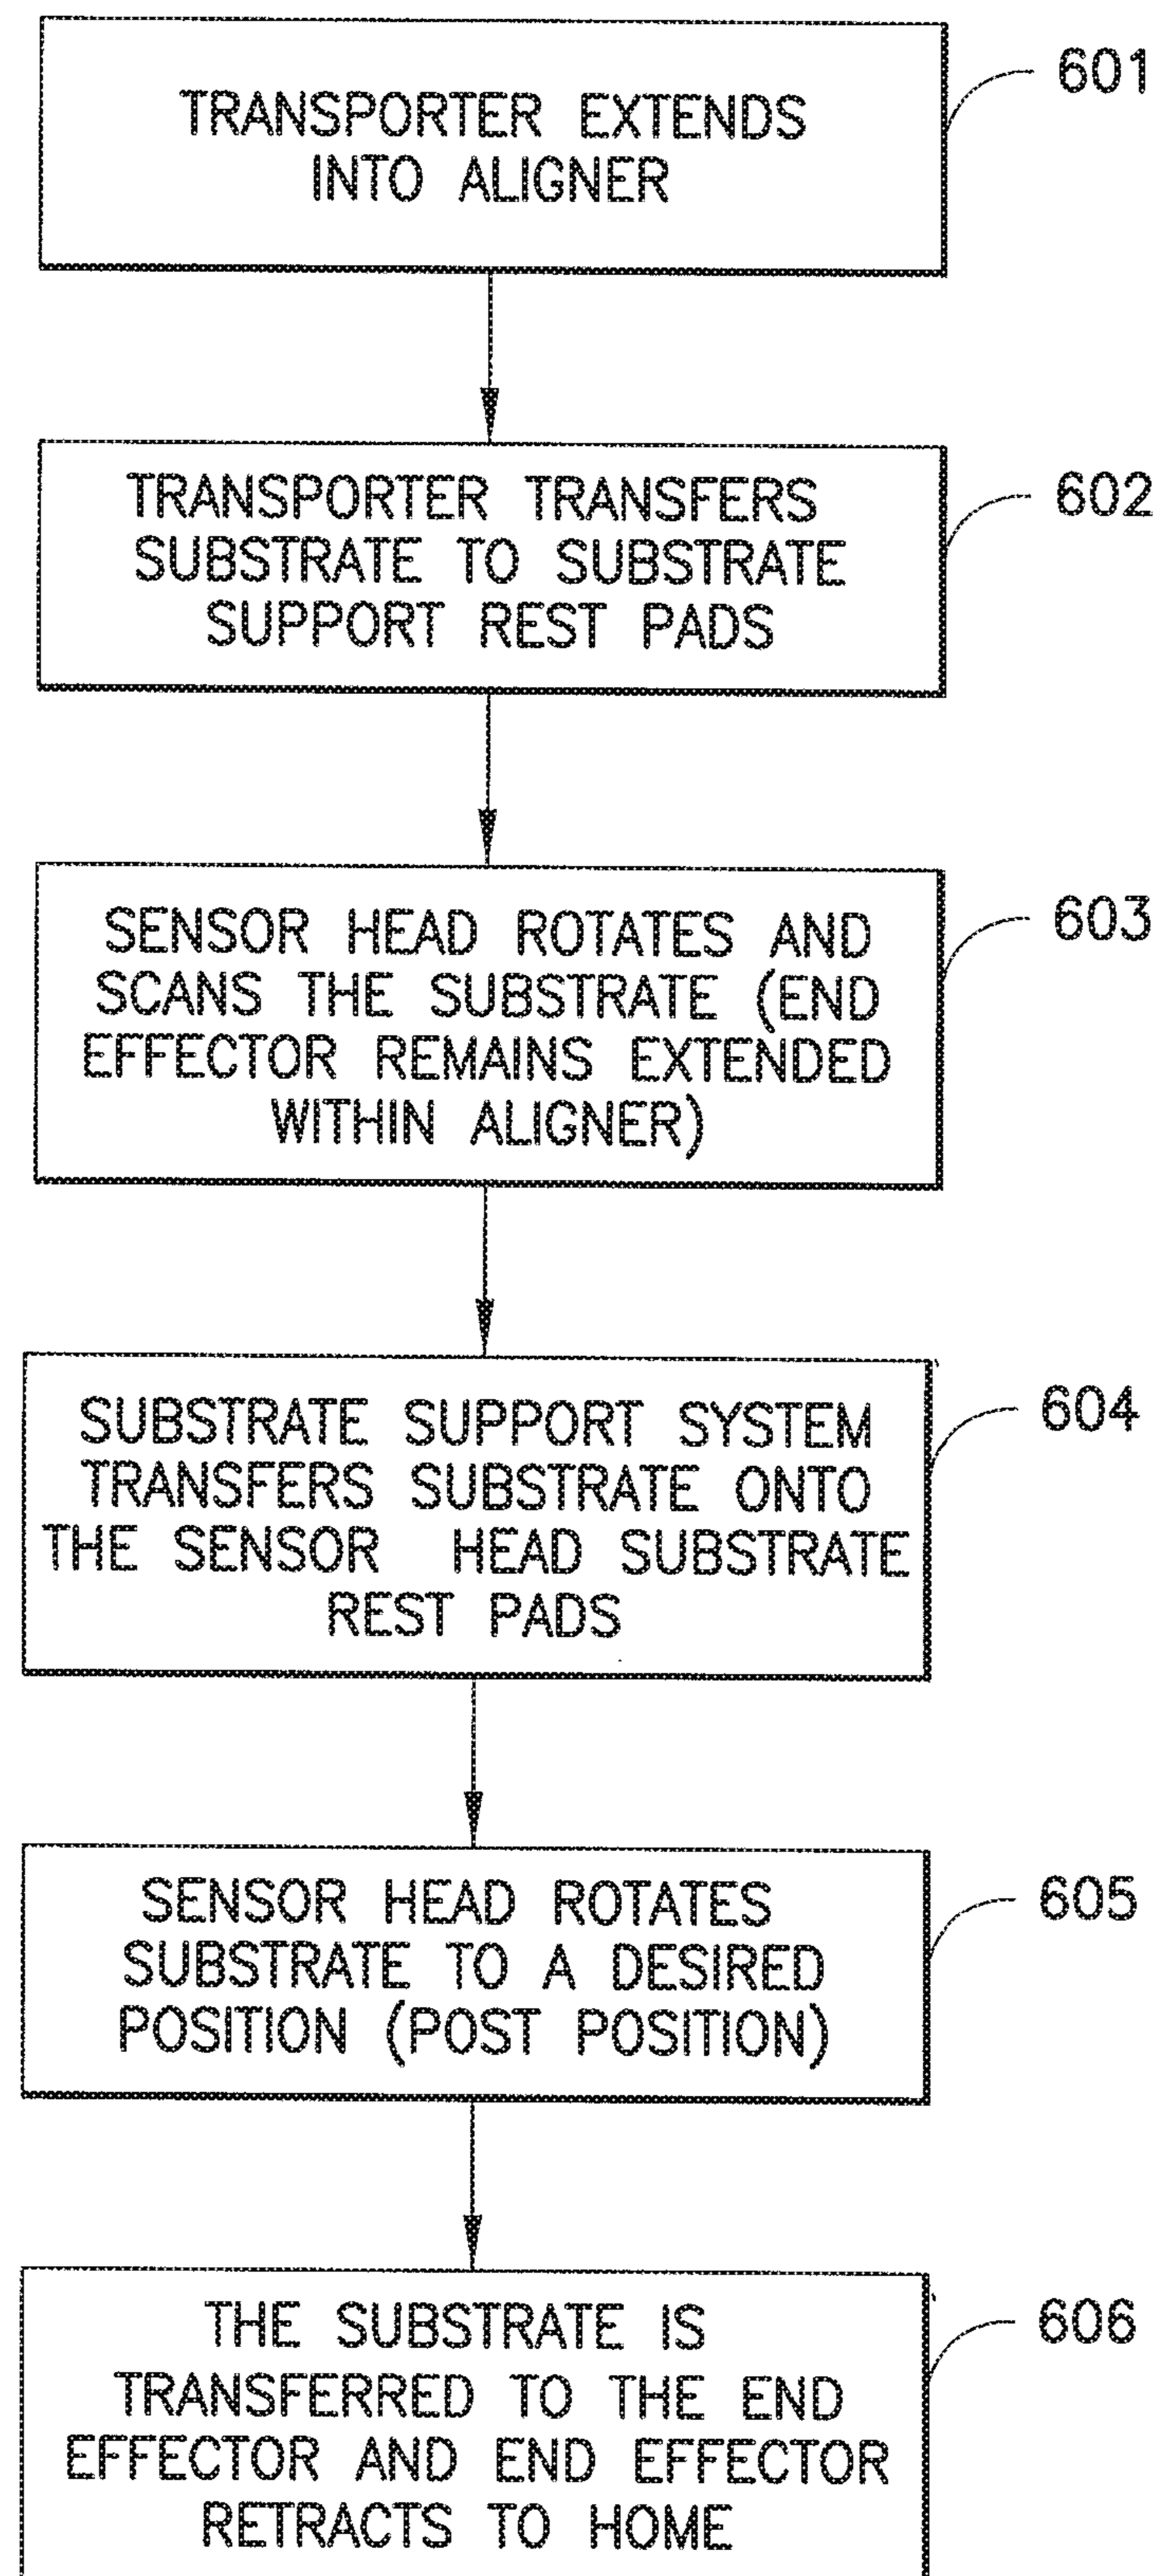 TRANSPORTER EXTENDS
INTO ALIGNER
601
TRANSPORTER TRANSFERS
SUBSTRATE TO SUBSTRATE
SUPPORT REST PADS
602
SENSOR HEAD ROTATES AND
SCANS THE SUBSTRATE (END
EFFECTOR REMAINS EXTENDED
WITHIN ALIGNER)
603
SUBSTRATE SUPPORT SYSTEM
TRANSFERS SUBSTRATE ONTO
THE SENSOR HEAD SUBSTRATE
REST PADS
604
SENSOR HEAD ROTATES
SUBSTRATE TO A DESIRED
POSITION (POST POSITION)
605
THE SUBSTRATE IS
TRANSFERRED TO THE END
EFFECTOR AND END EFFECTOR
RETRACTS TO HOME
606